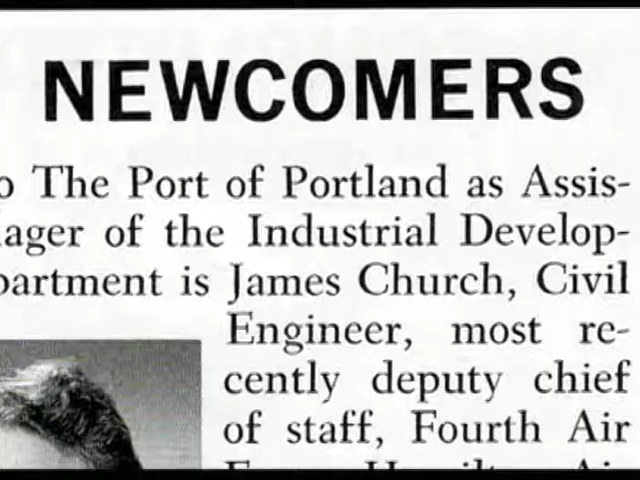 NEWCOMERS
o The Port of Portland as Assis-
ager of the Industrial Develop-
partment is James Church, Civil
Engineer, most re-
cently deputy chief
of staff, Fourth Air